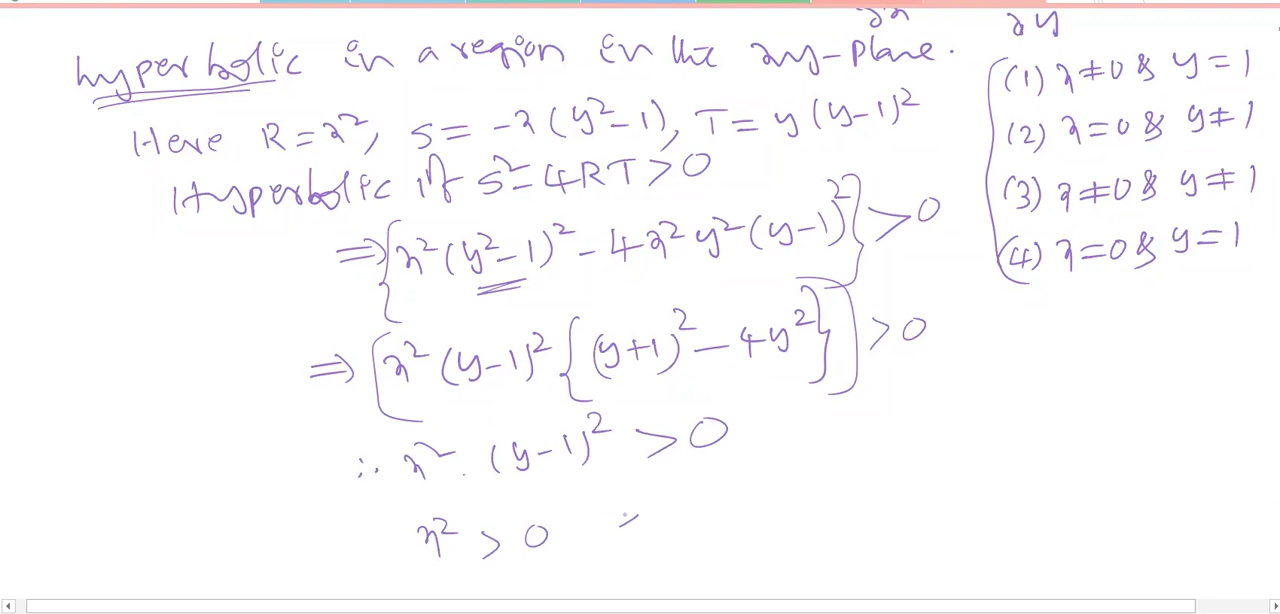 hyperbolic in a region in the xy-plane.
Here R = x², S = -x(y²-1), T = y(y-1)²
Hyperbolic if S²-4RT > 0
⇒ {x²(y²-1)² - 4x²y²(y-1)²} > 0
⇒ [x²(y-1)² {(y+1)² - 4y²}] > 0
∴ x². (y-1)² > 0
x² > 0
∂x ∂y
(1) x≠0 & y=1
(2) x=0 & y≠1
(3) x≠0 & y≠1
(4) x=0 & y=1